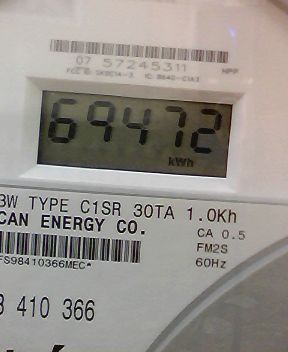 07 57245311
NPP
69472
kWh
3W TYPE C1SR 30TA 1.0Kh
CAN ENERGY CO.
CA 0.5
FM2S
60Hz
FS98410366MEC*
410 366